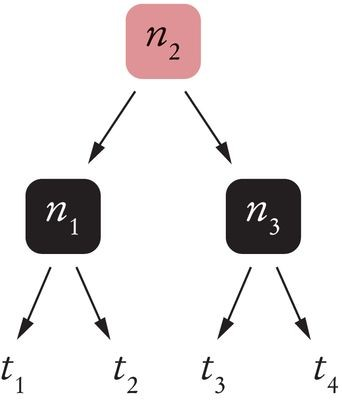 n₂
n₁ n₃
t₁ t₂ t₃ t₄